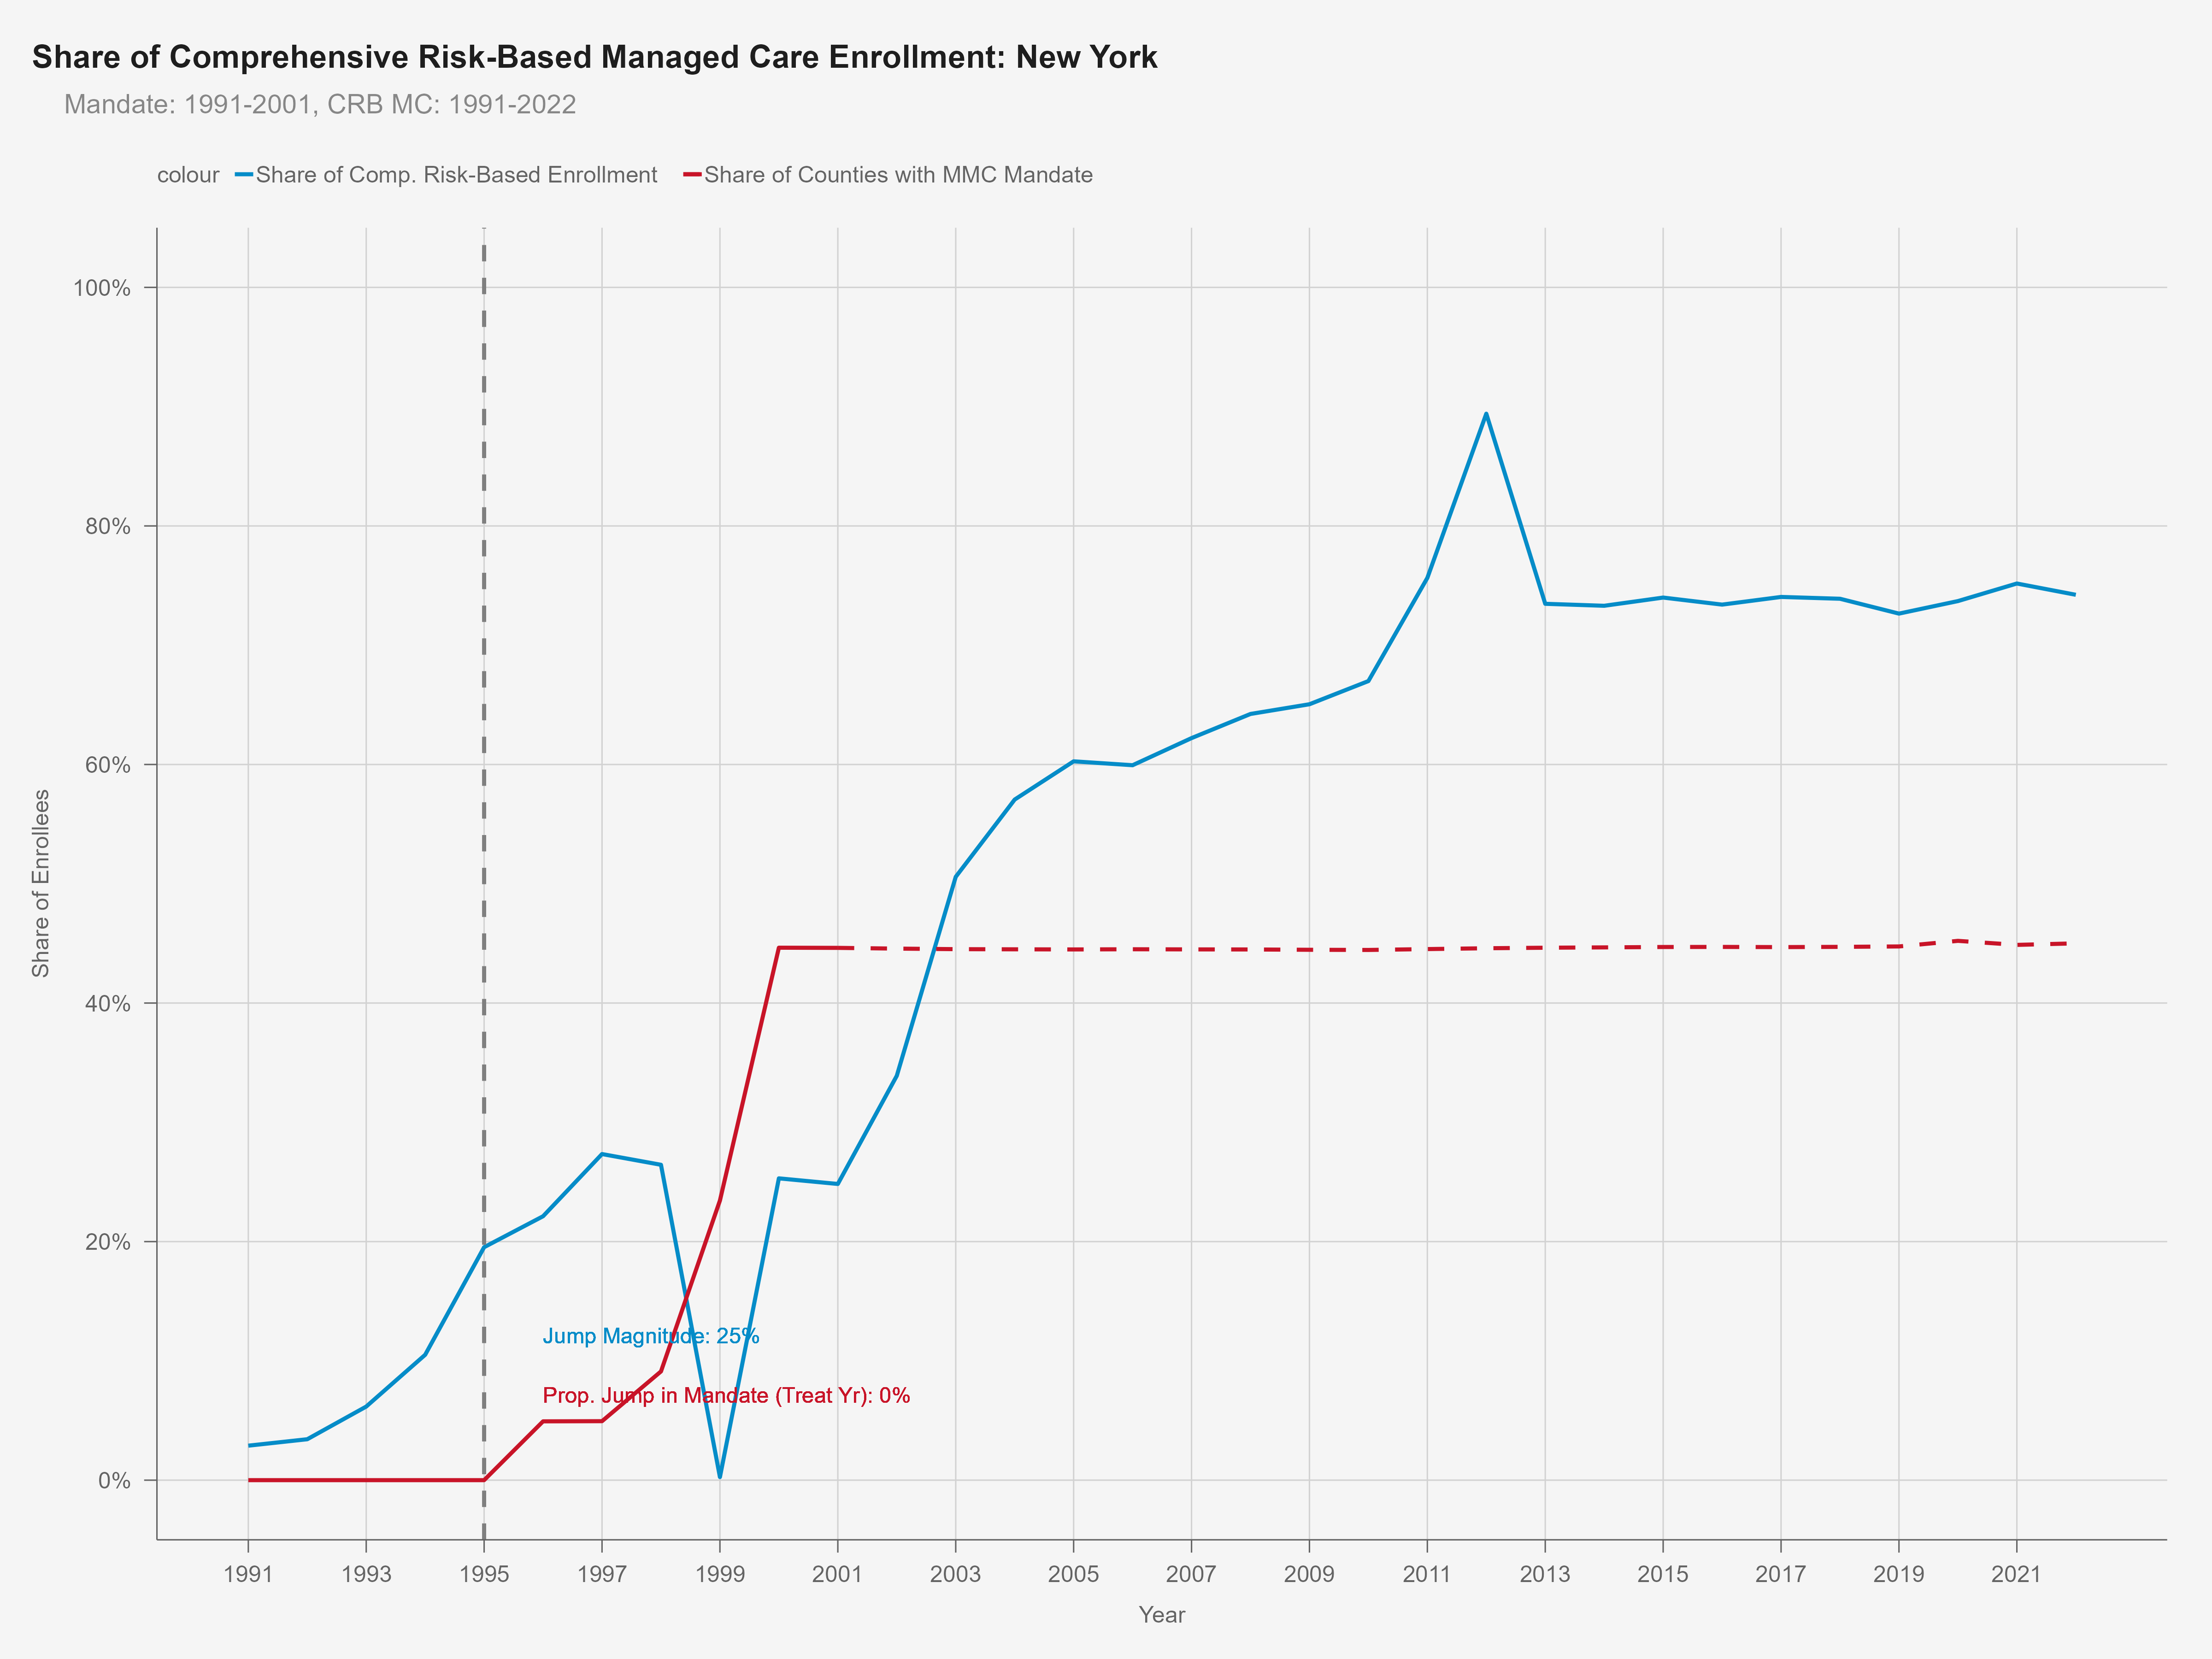 Share of Comprehensive Risk-Based Managed Care Enrollment: New York
Mandate: 1991-2001, CRB MC: 1991-2022
colour Share of Comp. Risk-Based Enrollment Share of Counties with MMC Mandate
Share of Enrollees
100%
80%
60%
40%
20%
0%
Jump Magnitude: 25%
Prop. Jump in Mandate (Treat Yr): 0%
1991 1993 1995 1997 1999 2001 2003 2005 2007 2009 2011 2013 2015 2017 2019 2021
Year